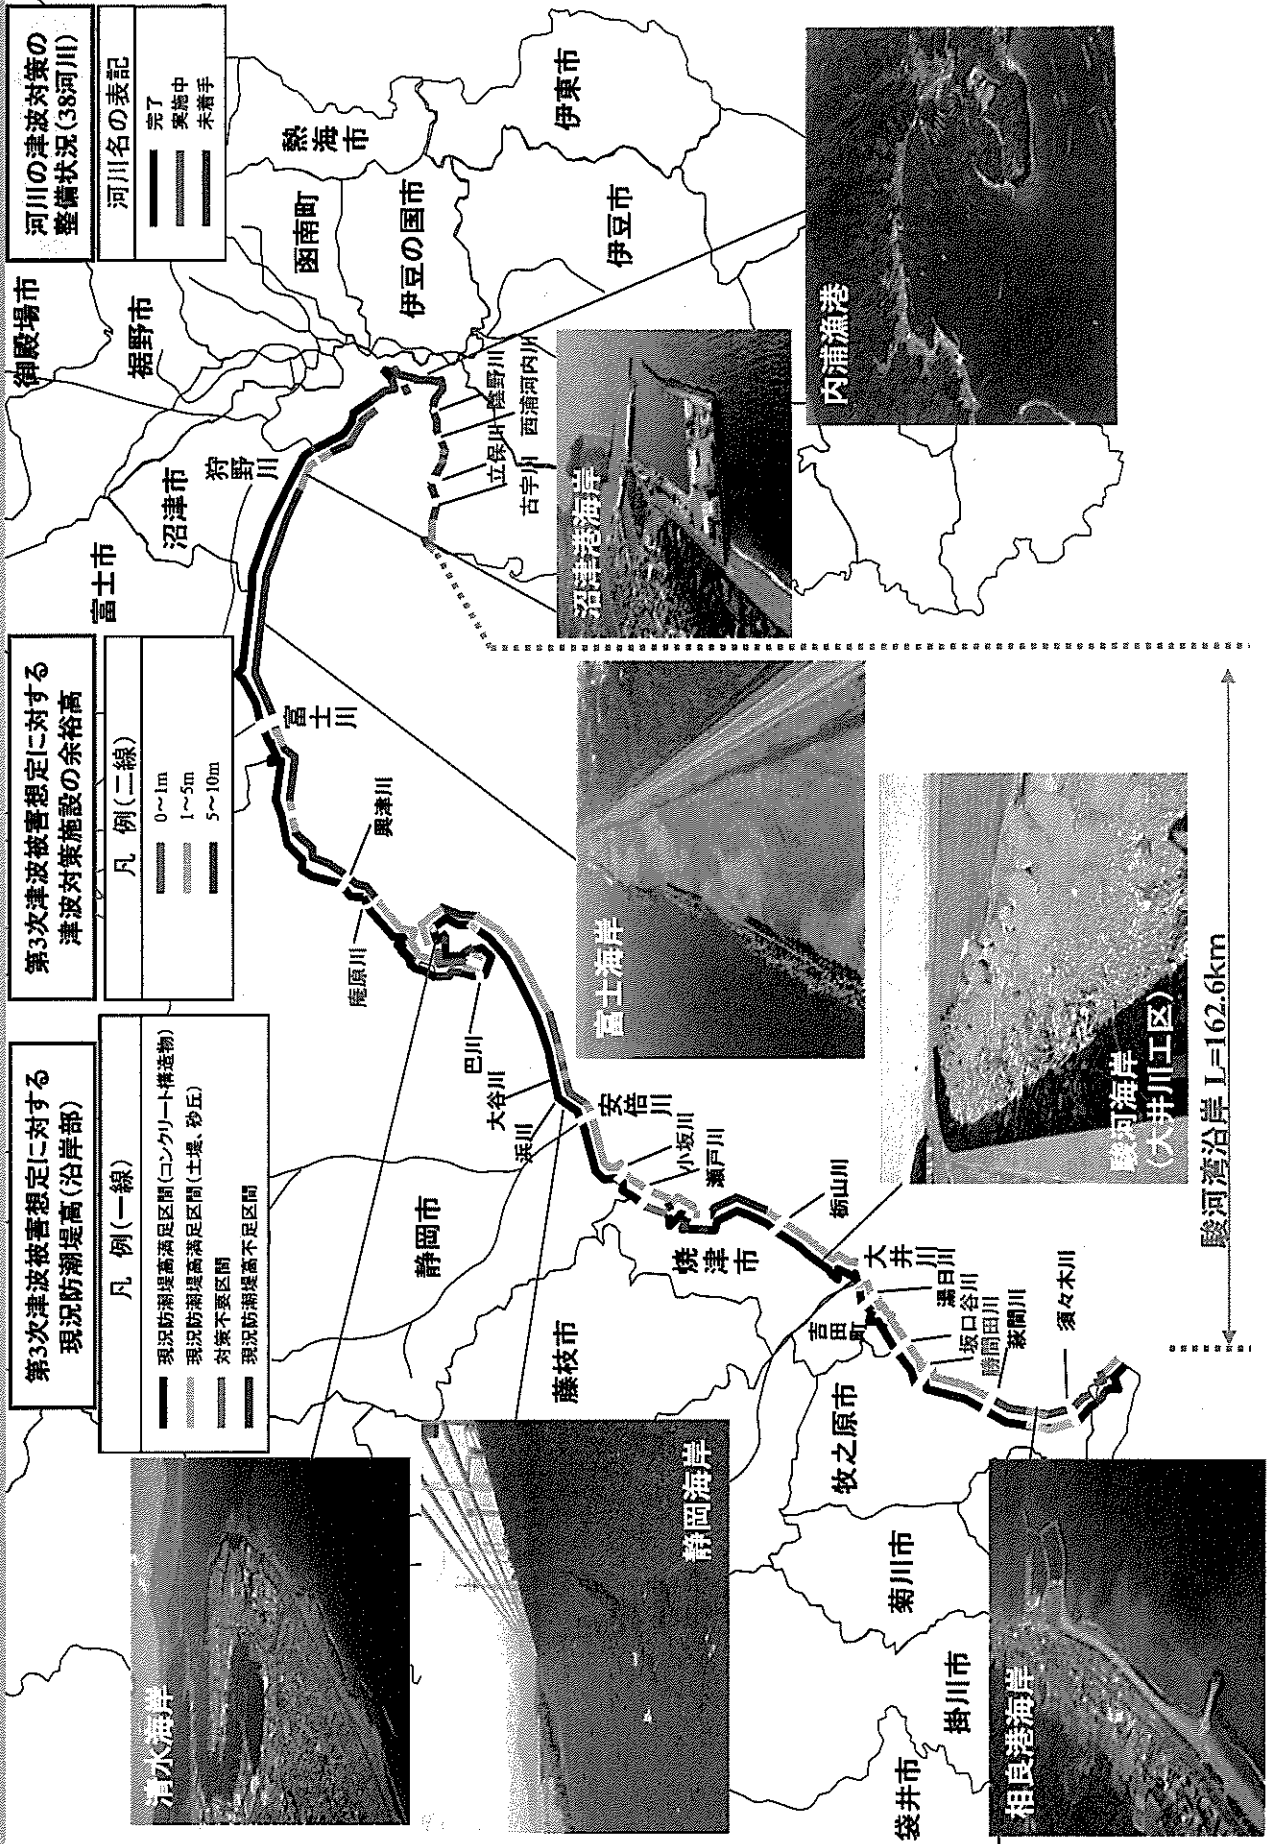 第3次津波被害想定に対する
現況防潮堤高(沿岸部)
凡 例(一線)
現況防潮堤高満足区間(コンクリート構造物)
現況防潮堤高満足区間(土堤、砂丘)
対策不要区間
現況防潮堤高不足区間
第3次津波被害想定に対する
津波対策施設の余裕高
凡 例(二線)
0~1m
1~5m
5~10m
河川の津波対策の
整備状況(38河川)
河川名の表記
完了
実施中
未着手
御殿場市
裾野市
沼津市
富士市
函南町
熱海市
伊豆の国市
伊豆市
伊東市
狩野川
富士川
興津川
庵原川
巴川
大谷川
浜川
安倍川
小坂川
瀬戸川
栃山川
大井川
湯日川
坂口谷川
勝間田川
萩間川
須々木川
立保川
陰野川
古宇川
西浦河内川
静岡市
焼津市
藤枝市
吉田町
牧之原市
菊川市
掛川市
袋井市
清水海岸
静岡海岸
相良港海岸
富士海岸
駿河海岸
(大井川工区)
沼津港海岸
内浦漁港
駿河湾沿岸 L=162.6km